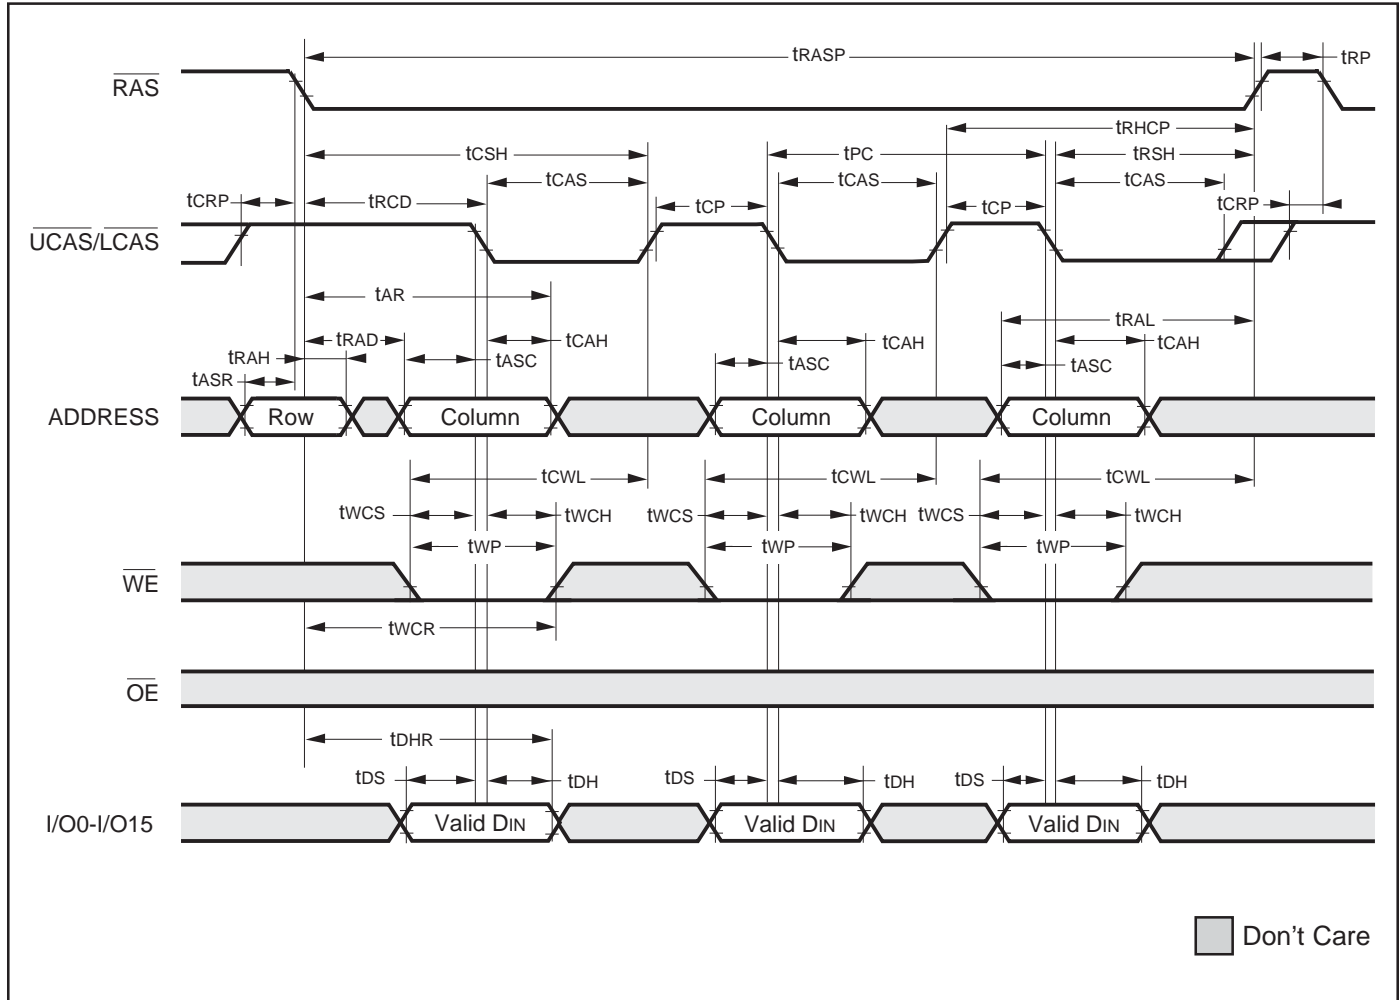 tRASP
tRP
RAS
tRHCP
tCSH
tPC
tRSH
tCAS
tCAS
tCAS
tCRP
tRCD
tCP
tCP
tCRP
UCAS/LCAS
tAR
tRAL
tRAD
tCAH
tCAH
tCAH
tRAH
tASC
tASC
tASC
tASR
ADDRESS
Row
Column
Column
Column
tCWL
tCWL
tCWL
tWCS
tWCH
tWCS
tWCH
tWCS
tWCH
tWP
tWP
tWP
WE
tWCR
OE
tDHR
tDS
tDH
tDS
tDH
tDS
tDH
I/O0-I/O15
Valid DIN
Valid DIN
Valid DIN
Don't Care